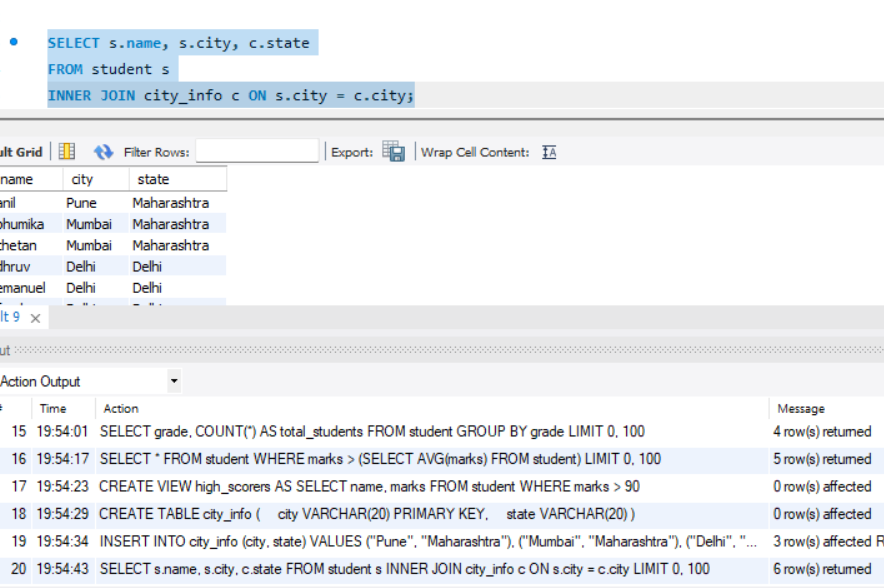 SELECT s.name, s.city, c.state
FROM student s
INNER JOIN city_info c ON s.city = c.city;
Grid Filter Rows: Export: Wrap Cell Content:
name city state
Pune Maharashtra
Mumbai Maharashtra
Mumbai Maharashtra
Delhi Delhi
Delhi Delhi
9
Action Output
Time Action Message
15 19:54:01 SELECT grade, COUNT(*) AS total_students FROM student GROUP BY grade LIMIT 0, 100 4 row(s) returned
16 19:54:17 SELECT * FROM student WHERE marks > (SELECT AVG(marks) FROM student) LIMIT 0, 100 5 row(s) returned
17 19:54:23 CREATE VIEW high_scorers AS SELECT name, marks FROM student WHERE marks > 90 0 row(s) affected
18 19:54:29 CREATE TABLE city_info ( city VARCHAR(20) PRIMARY KEY, state VARCHAR(20) ) 0 row(s) affected
19 19:54:34 INSERT INTO city_info (city, state) VALUES ("Pune", "Maharashtra"), ("Mumbai", "Maharashtra"), ("Delhi", "... 3 row(s) affected R
20 19:54:43 SELECT s.name, s.city, c.state FROM student s INNER JOIN city_info c ON s.city = c.city LIMIT 0, 100 6 row(s) returned